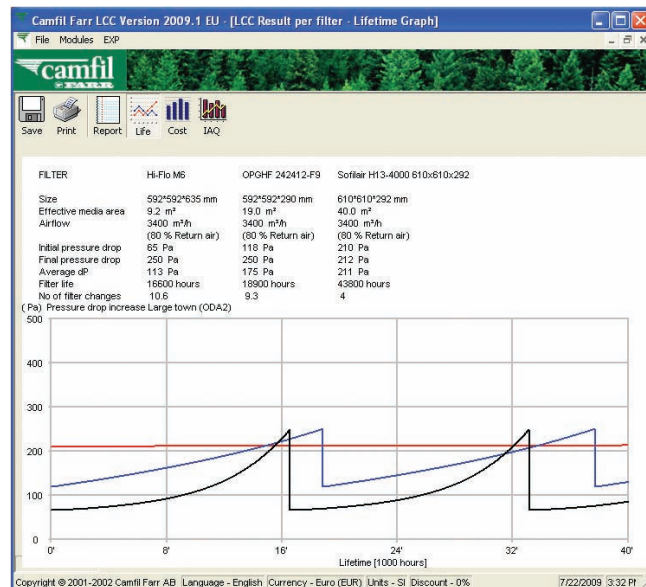 Camfil Farr LCC Version 2009.1 EU - [LCC Result per filter - Lifetime Graph]
File Modules EXP
camfil
FARR
Save Print Report Life Cost IAQ
FILTER Hi-Flo M6 OPGHF 242412-F9 Sofilair H13-4000 610x610x292
Size 592*592*635 mm 592*592*290 mm 610*610*292 mm
Effective media area 9.2 m² 19.0 m² 40.0 m²
Airflow 3400 m³/h 3400 m³/h 3400 m³/h
(80 % Return air) (80 % Return air) (80 % Return air)
Initial pressure drop 65 Pa 118 Pa 210 Pa
Final pressure drop 250 Pa 250 Pa 212 Pa
Average dP 113 Pa 175 Pa 211 Pa
Filter life 16600 hours 18900 hours 43800 hours
No of filter changes 10.6 9.3 4
(Pa) Pressure drop increase Large town (ODA2)
500
400
300
200
100
0
0' 8' 16' 24' 32' 40'
Lifetime [1000 hours]
Copyright © 2001-2002 Camfil Farr AB Language - English Currency - Euro (EUR) Units - SI Discount - 0% 7/22/2009 3:32 PM